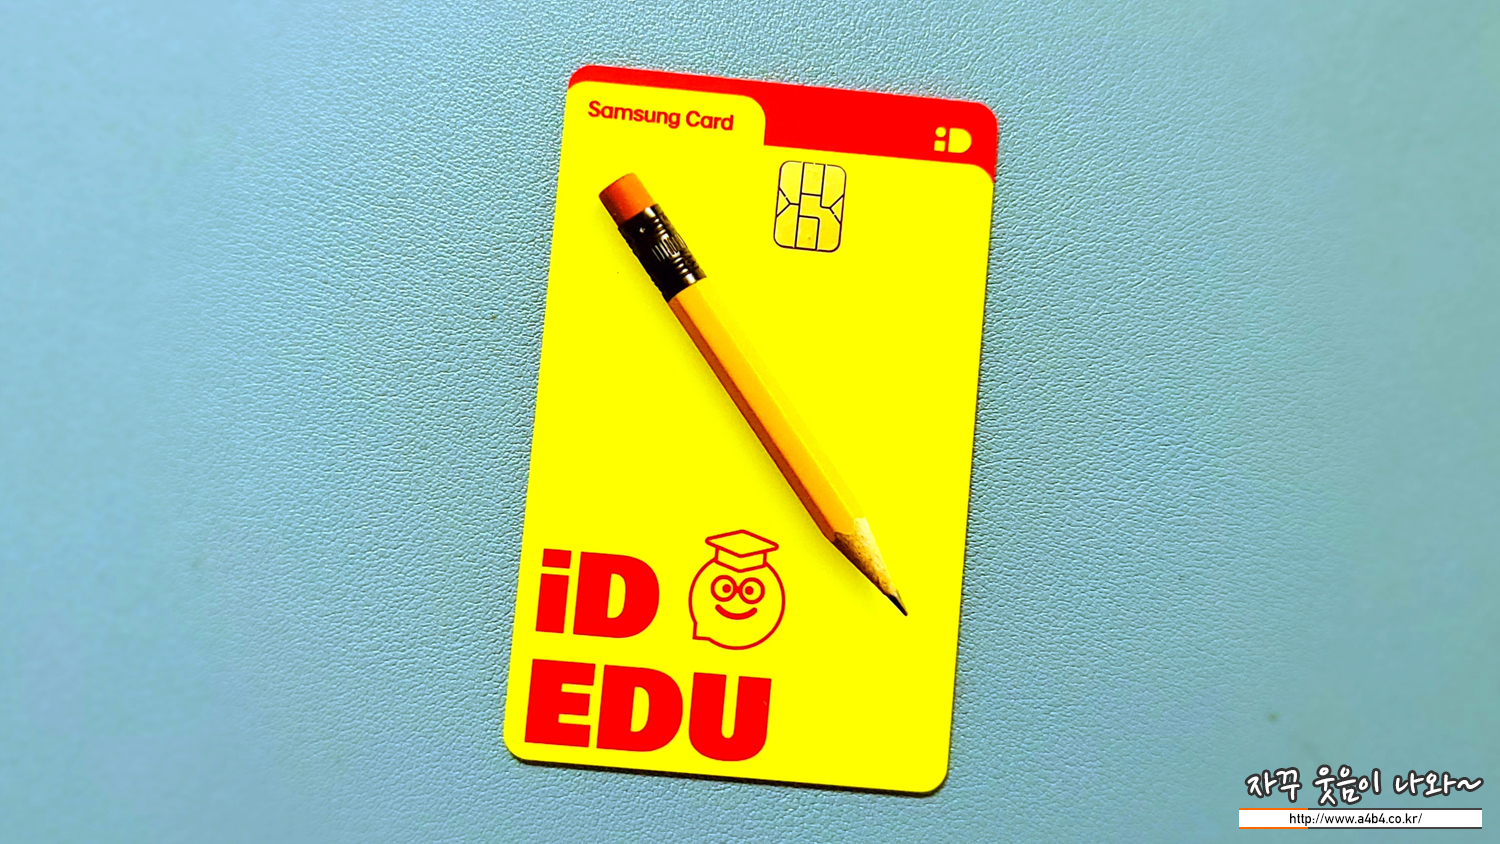 Samsung Card
iD
iD
EDU
자꾸 웃음이 나와~
http://www.a4b4.co.kr/